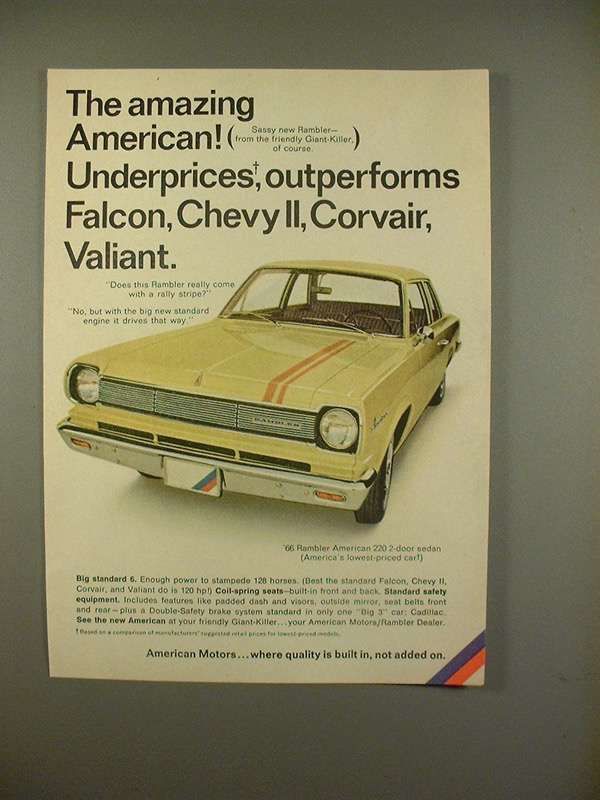 The amazing
American! (Sassy new Rambler—
from the friendly Giant-Killer,
of course.)
Underprices†, outperforms
Falcon, Chevy II, Corvair,
Valiant.
"Does this Rambler really come
with a rally stripe?"
"No, but with the big new standard
engine it drives that way."
RAMBLER
American
'66 Rambler American 220 2-door sedan
(America's lowest-priced car†)
Big standard 6. Enough power to stampede 128 horses. (Best the standard Falcon, Chevy II,
Corvair, and Valiant do is 120 hp!) Coil-spring seats—built-in front and back. Standard safety
equipment. Includes features like padded dash and visors, outside mirror, seat belts front
and rear—plus a Double-Safety brake system standard in only one "Big 3" car: Cadillac.
See the new American at your friendly Giant-Killer...your American Motors/Rambler Dealer.
†Based on a comparison of manufacturers' suggested retail prices for lowest-priced models.
American Motors...where quality is built in, not added on.